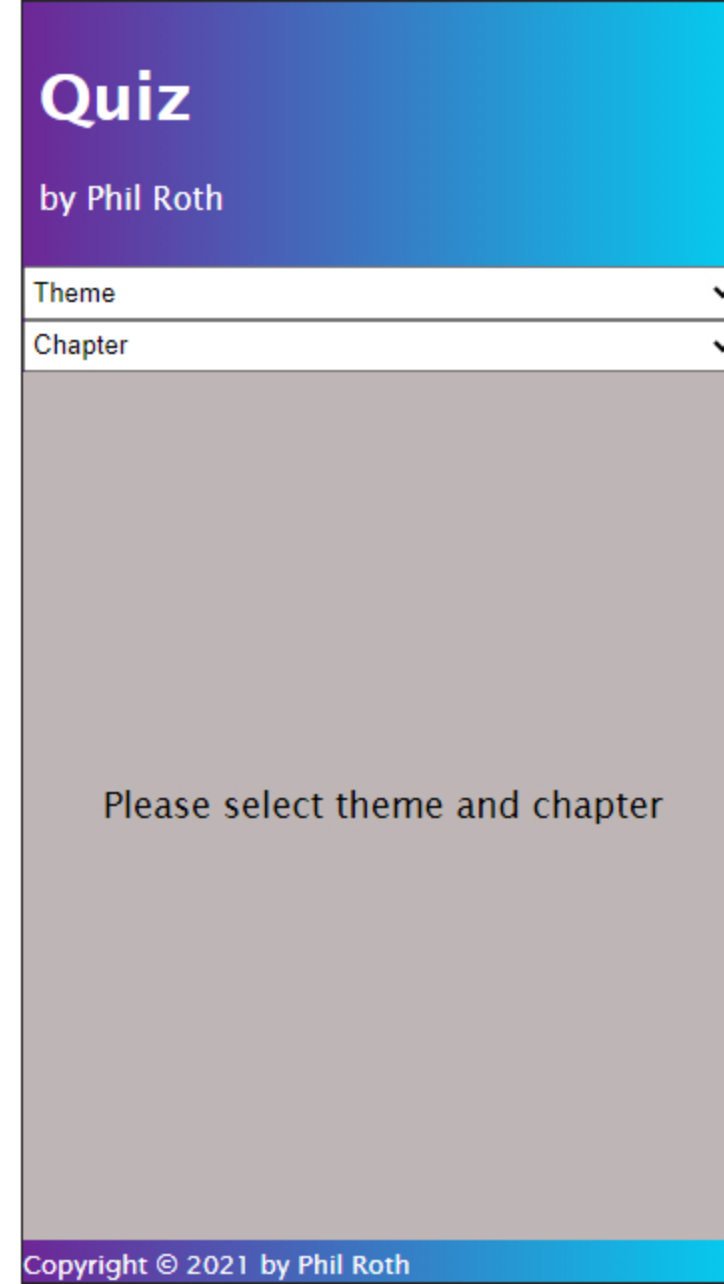 Quiz
by Phil Roth
Theme
Chapter
Please select theme and chapter
Copyright © 2021 by Phil Roth